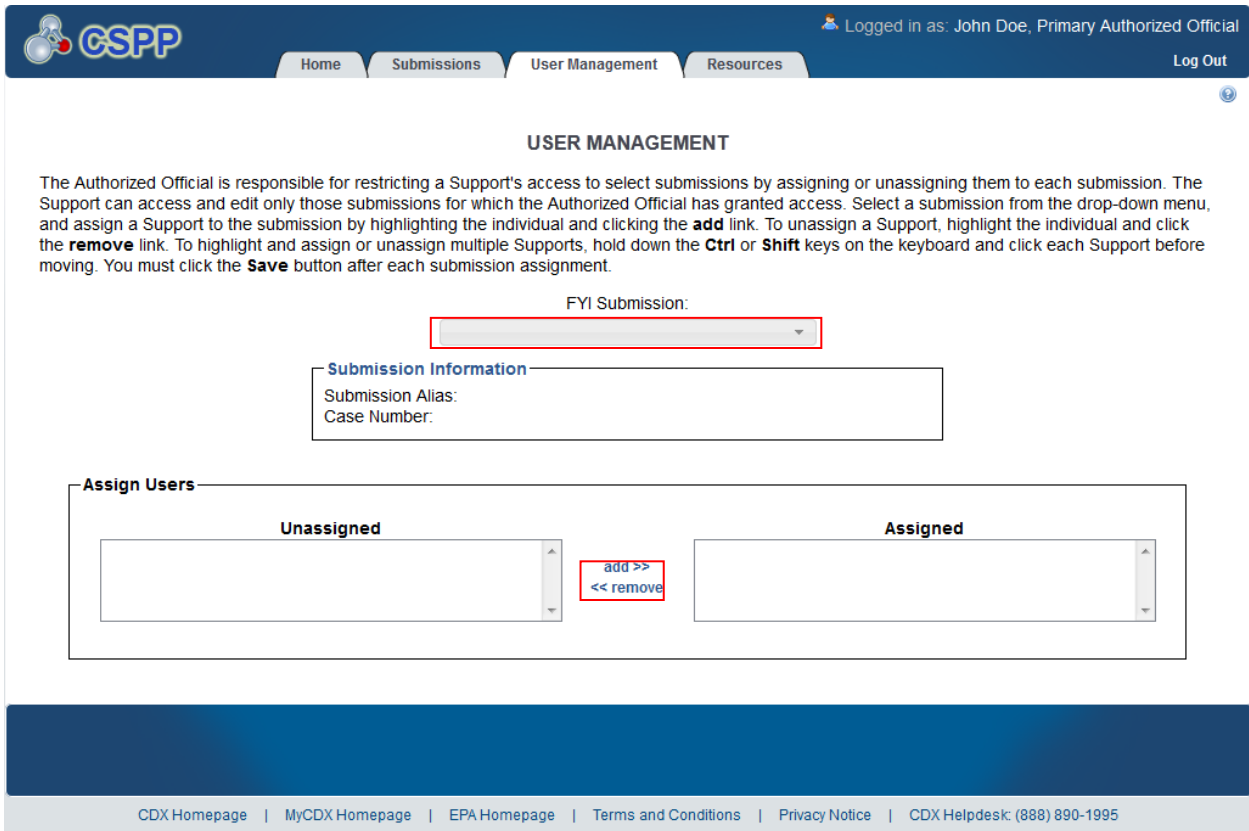 CSPP
Logged in as: John Doe, Primary Authorized Official
Home Submissions User Management Resources
Log Out
USER MANAGEMENT
The Authorized Official is responsible for restricting a Support's access to select submissions by assigning or unassigning them to each submission. The
Support can access and edit only those submissions for which the Authorized Official has granted access. Select a submission from the drop-down menu,
and assign a Support to the submission by highlighting the individual and clicking the add link. To unassign a Support, highlight the individual and click
the remove link. To highlight and assign or unassign multiple Supports, hold down the Ctrl or Shift keys on the keyboard and click each Support before
moving. You must click the Save button after each submission assignment.
FYI Submission:
Submission Information
Submission Alias:
Case Number:
Assign Users
Unassigned
Assigned
add >>
<< remove
CDX Homepage | MyCDX Homepage | EPA Homepage | Terms and Conditions | Privacy Notice | CDX Helpdesk: (888) 890-1995